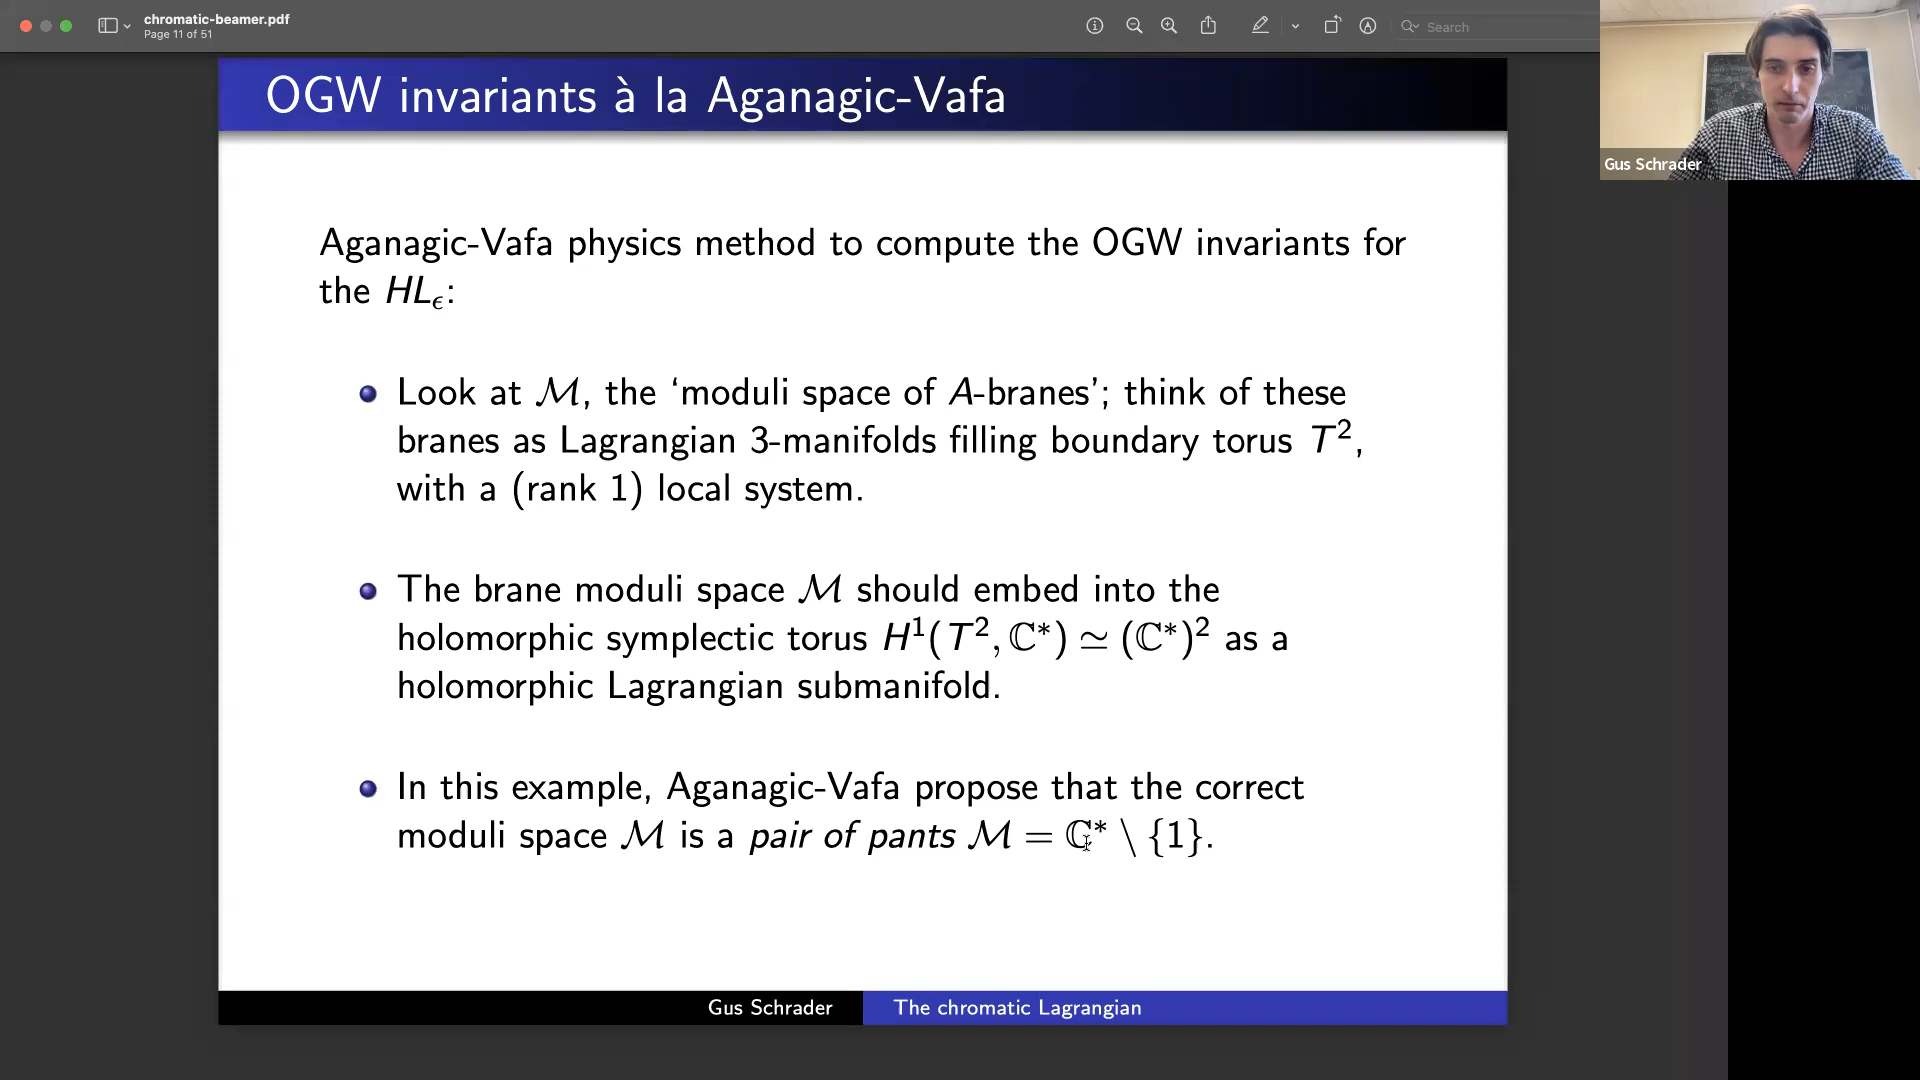 chromatic-beamer.pdf
Page 11 of 51
Search
Gus Schrader
OGW invariants à la Aganagic-Vafa
Aganagic-Vafa physics method to compute the OGW invariants for
the HL_ϵ:
Look at ℳ, the ‘moduli space of A-branes’; think of these
branes as Lagrangian 3-manifolds filling boundary torus T²,
with a (rank 1) local system.
The brane moduli space ℳ should embed into the
holomorphic symplectic torus H¹(T², ℂ*) ≃ (ℂ*)² as a
holomorphic Lagrangian submanifold.
In this example, Aganagic-Vafa propose that the correct
moduli space ℳ is a pair of pants ℳ = ℂ* \ {1}.
Gus Schrader
The chromatic Lagrangian